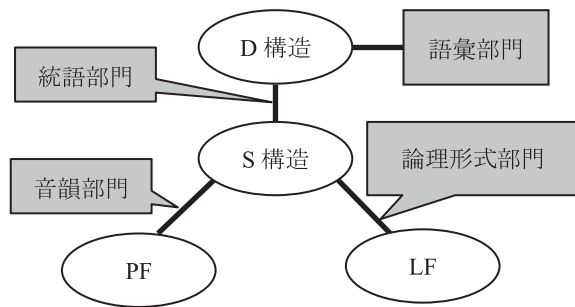 D 構造
語彙部門
統語部門
S 構造
論理形式部門
音韻部門
PF
LF